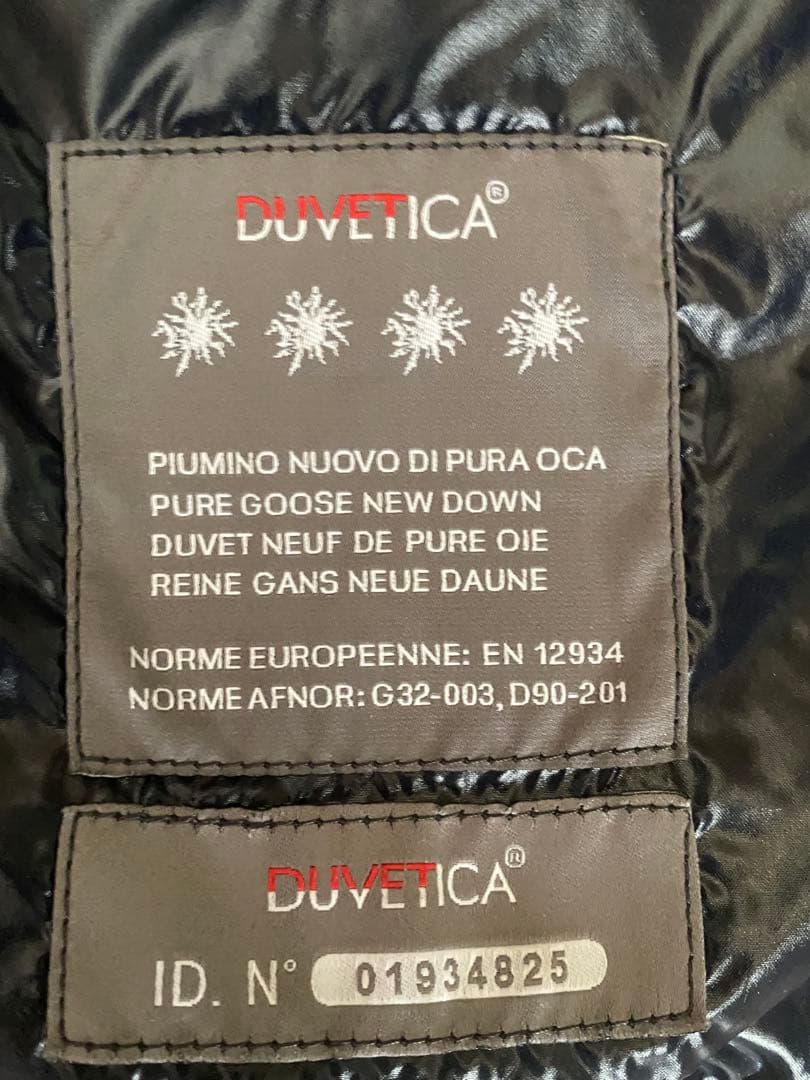 DUVETICA®
PIUMINO NUOVO DI PURA OCA
PURE GOOSE NEW DOWN
DUVET NEUF DE PURE OIE
REINE GANS NEUE DAUNE
NORME EUROPEENNE: EN 12934
NORME AFNOR: G32-003, D90-201
DUVETICA®
ID. N° 01934825